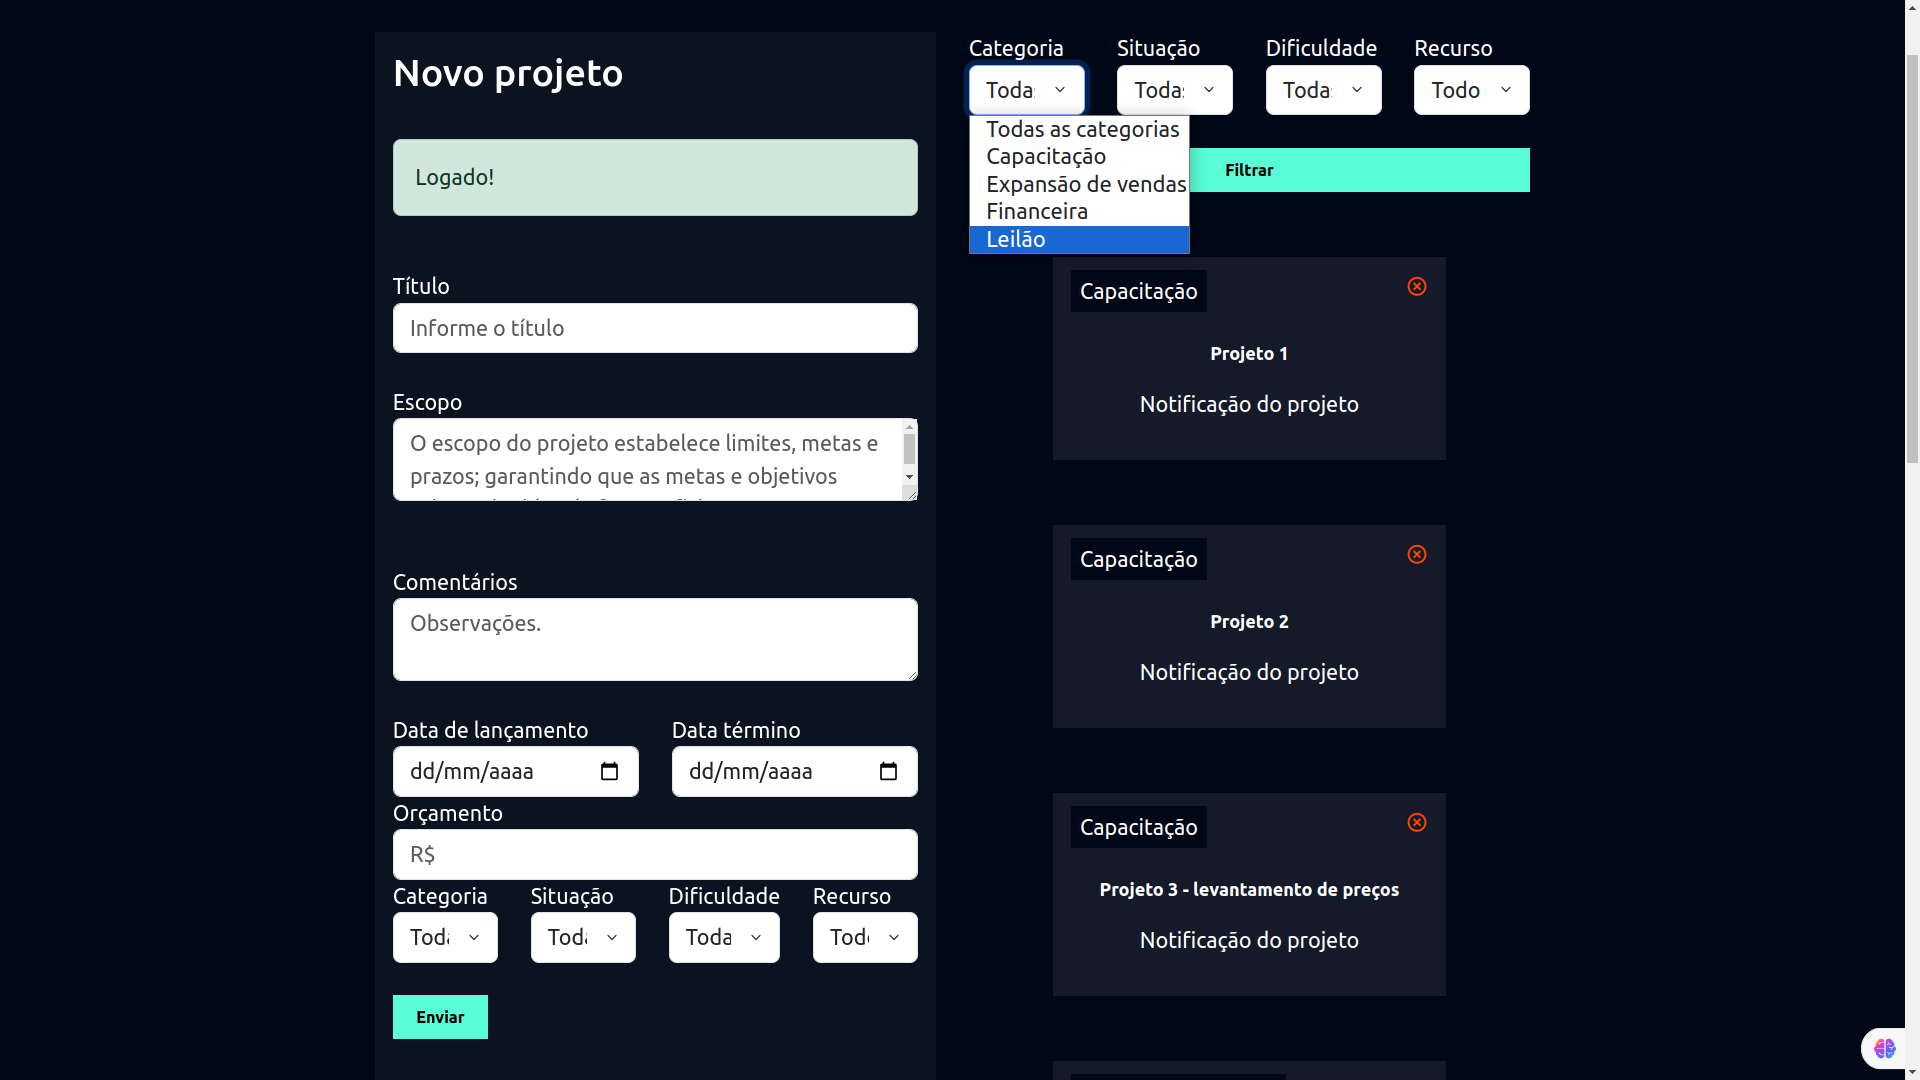 Novo projeto
Logado!
Título
Informe o título
Escopo
O escopo do projeto estabelece limites, metas e
prazos; garantindo que as metas e objetivos
Comentários
Observações.
Data de lançamento Data término
dd/mm/aaaa dd/mm/aaaa
Orçamento
R$
Categoria Situação Dificuldade Recurso
Toda Toda Toda Todo
Enviar
Categoria Situação Dificuldade Recurso
Todas Todas Todas Todo
Todas as categorias
Capacitação
Expansão de vendas
Financeira
Leilão
Filtrar
Capacitação
Projeto 1
Notificação do projeto
Capacitação
Projeto 2
Notificação do projeto
Capacitação
Projeto 3 - levantamento de preços
Notificação do projeto